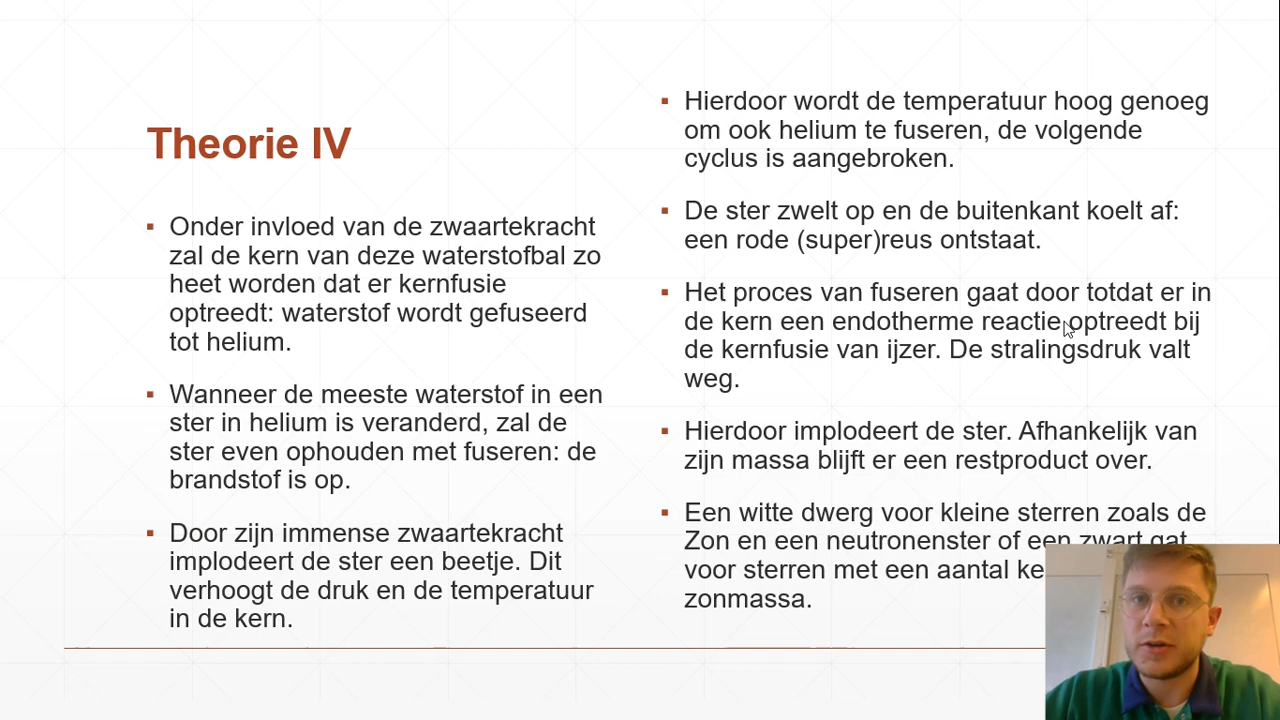 Theorie IV
Onder invloed van de zwaartekracht
zal de kern van deze waterstofbal zo
heet worden dat er kernfusie
optreedt: waterstof wordt gefuseerd
tot helium.
Wanneer de meeste waterstof in een
ster in helium is veranderd, zal de
ster even ophouden met fuseren: de
brandstof is op.
Door zijn immense zwaartekracht
implodeert de ster een beetje. Dit
verhoogt de druk en de temperatuur
in de kern.
Hierdoor wordt de temperatuur hoog genoeg
om ook helium te fuseren, de volgende
cyclus is aangebroken.
De ster zwelt op en de buitenkant koelt af:
een rode (super)reus ontstaat.
Het proces van fuseren gaat door totdat er in
de kern een endotherme reactie optreedt bij
de kernfusie van ijzer. De stralingsdruk valt
weg.
Hierdoor implodeert de ster. Afhankelijk van
zijn massa blijft er een restproduct over.
Een witte dwerg voor kleine sterren zoals de
Zon en een neutronenster of een zwart gat
voor sterren met een aantal ke
zonmassa.